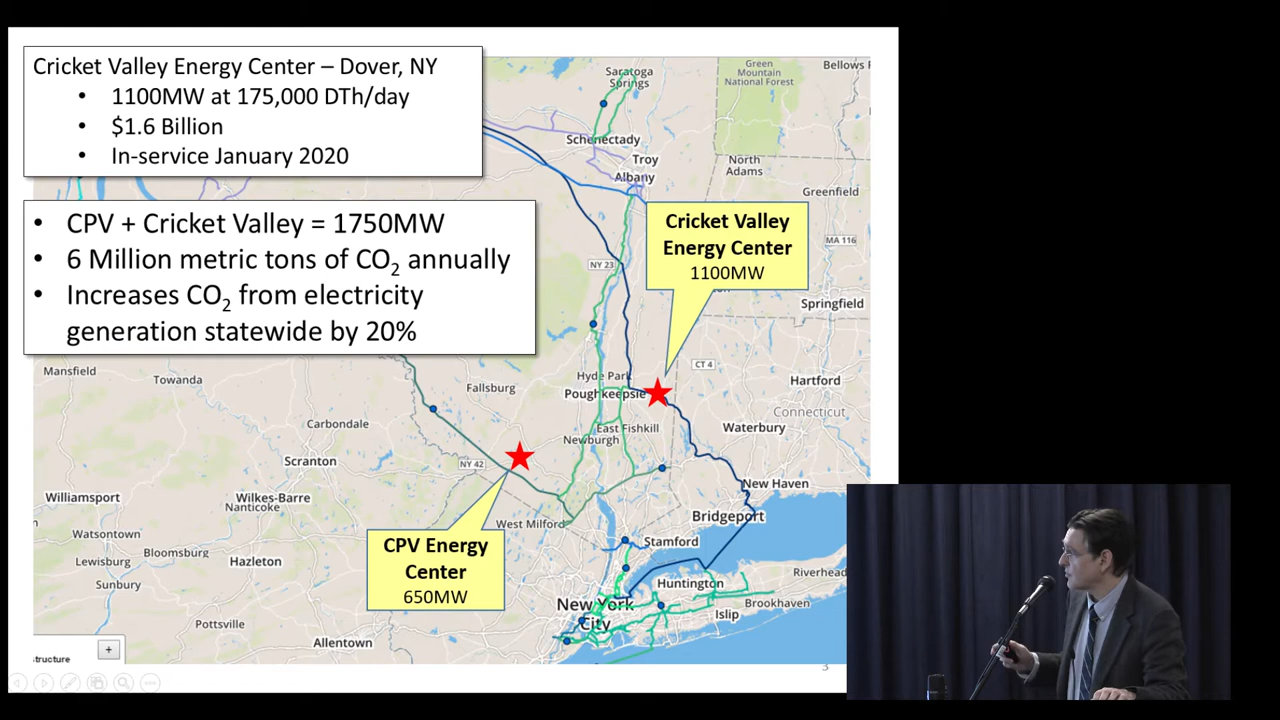 Cricket Valley Energy Center – Dover, NY
• 1100MW at 175,000 DTh/day
• $1.6 Billion
• In-service January 2020
• CPV + Cricket Valley = 1750MW
• 6 Million metric tons of CO₂ annually
• Increases CO₂ from electricity
generation statewide by 20%
Saratoga
Springs
Green
Mountain
National Forest
Bellows F
Schenectady
Troy
Albany
North
Adams
Greenfield
Cricket Valley
Energy Center
1100MW
MA 116
NY 23
Springfield
CT 4
Mansfield
Towanda
Fallsburg
Hyde Park
Poughkeepsie
Hartford
Connecticut
Carbondale
East Fishkill
Waterbury
Newburgh
Scranton
NY 42
Williamsport
Wilkes-Barre
Nanticoke
New Haven
West Milford
Bridgeport
Watsontown
Bloomsburg
Lewisburg
Hazleton
Stamford
CPV Energy
Center
650MW
Sunbury
Huntington
Riverhead
New York
City
Brookhaven
Islip
Pottsville
Allentown
+
structure
3